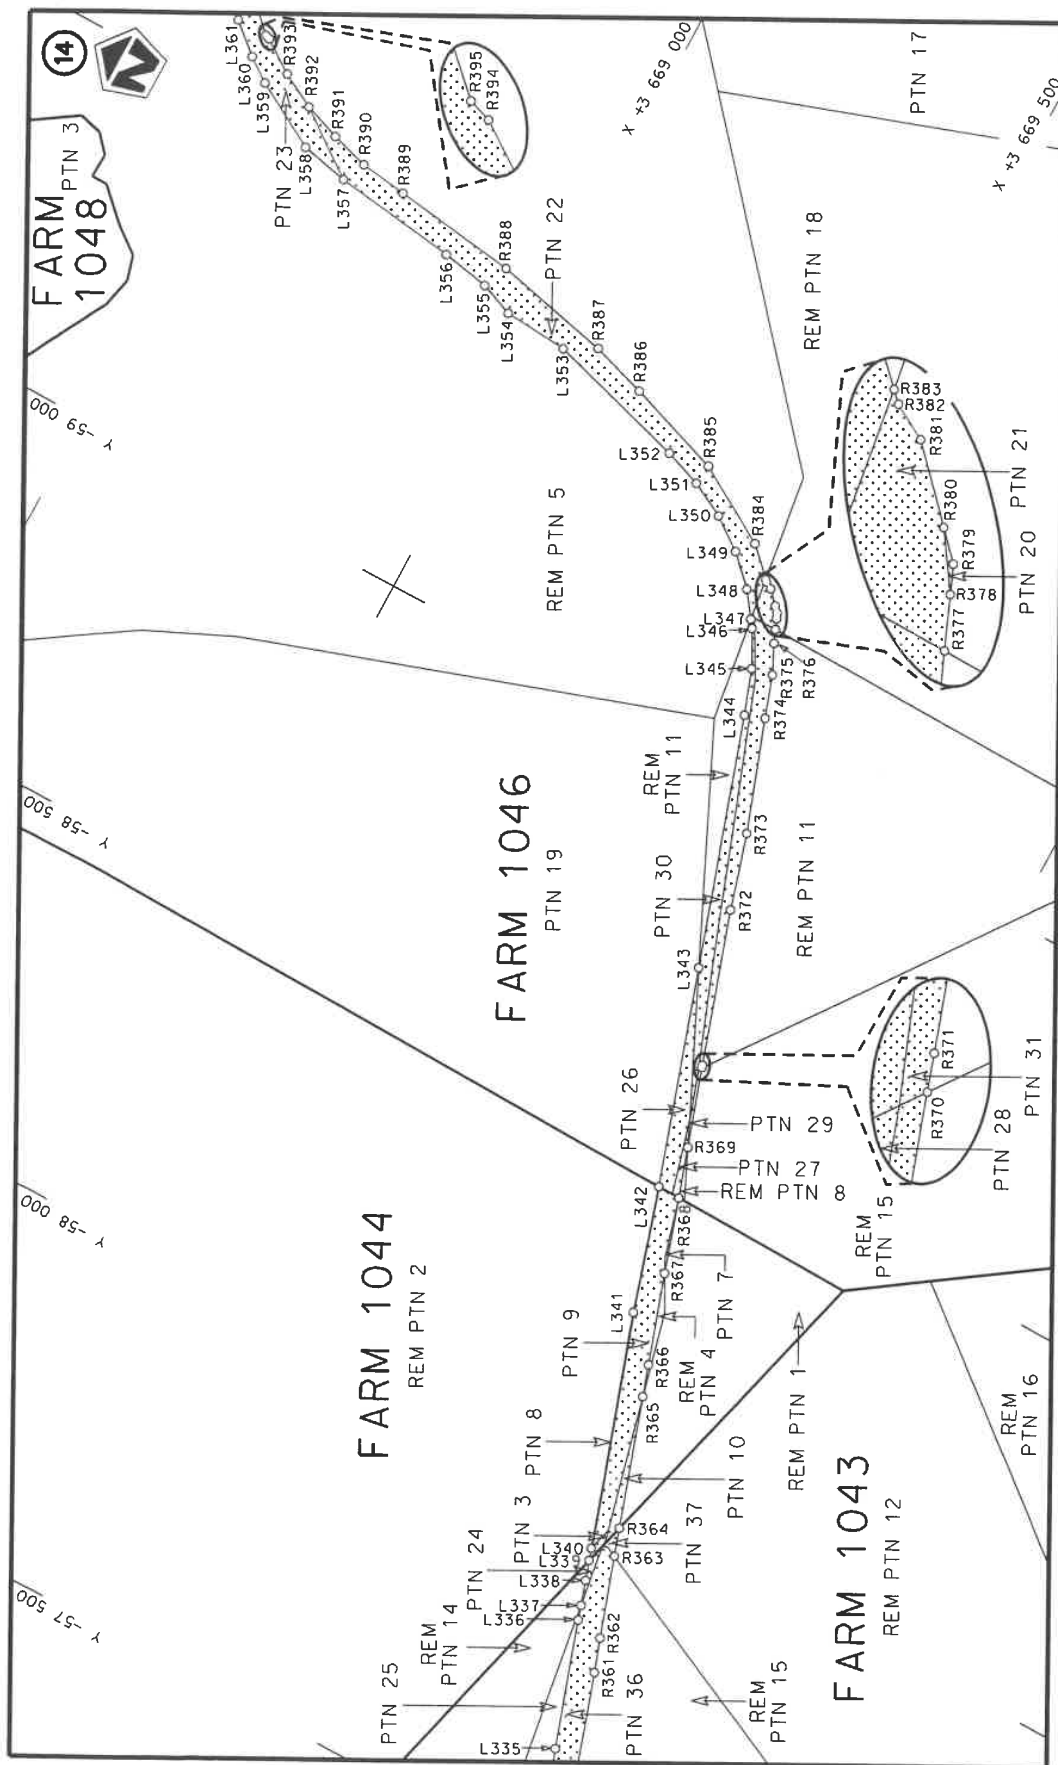 14
N
FARM
1048
PTN 3
L361
L360
L359
L358
L357
L356
L355
L354
L353
L352
L351
L350
L349
L348
L347
L346
L345
L344
L343
L342
L341
L340
L339
L338
L337
L336
L335
R395
R394
R393
R392
R391
R390
R389
R388
R387
R386
R385
R384
R383
R382
R381
R380
R379
R378
R377
R376
R375
R374
R373
R372
R371
R370
R369
R368
R367
R366
R365
R364
R363
R362
R361
X +3 669 000
X +3 669 500
Y -59 000
Y -58 500
Y -58 000
Y -57 500
PTN 17
PTN 23
PTN 22
REM PTN 18
REM PTN 5
PTN 21
PTN 20
REM
PTN 11
FARM 1046
PTN 19
PTN 30
REM PTN 11
PTN 26
PTN 29
PTN 27
REM PTN 8
PTN 31
PTN 28
REM
PTN 15
FARM 1044
REM PTN 2
PTN 9
PTN 7
REM
PTN 4
PTN 8
PTN 10
REM PTN 1
REM
PTN 16
PTN 3
PTN 24
PTN 37
FARM 1043
REM PTN 12
REM
PTN 14
PTN 25
PTN 36
REM
PTN 15